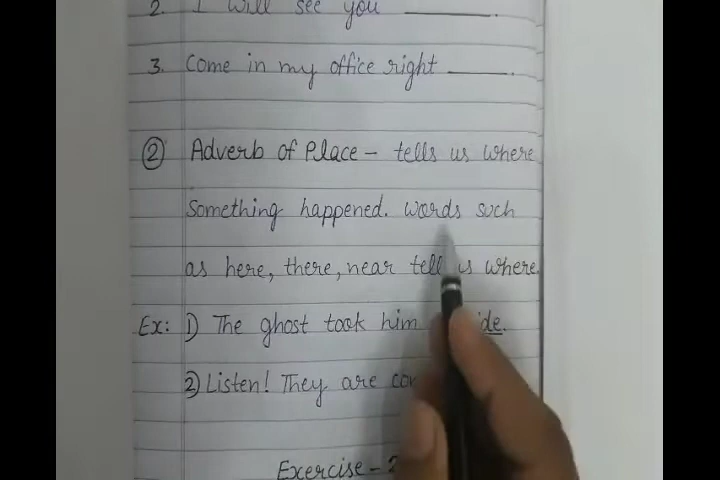 2. I will see you ______
3. Come in my office right ______.
② Adverb of Place - tells us where
Something happened. Words such
as here, there, near tell us where.
Ex: 1) The ghost took him ide.
2) Listen! They are
Exercise - 2